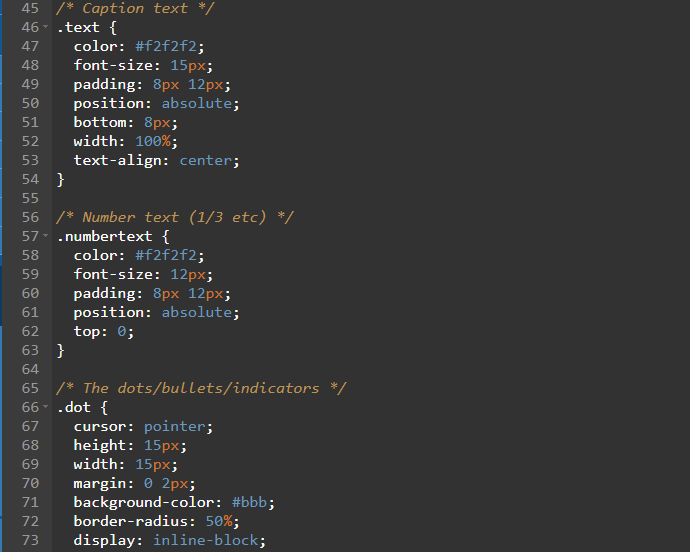 45 /* Caption text */
46 .text {
47   color: #f2f2f2;
48   font-size: 15px;
49   padding: 8px 12px;
50   position: absolute;
51   bottom: 8px;
52   width: 100%;
53   text-align: center;
54 }
55
56 /* Number text (1/3 etc) */
57 .numbertext {
58   color: #f2f2f2;
59   font-size: 12px;
60   padding: 8px 12px;
61   position: absolute;
62   top: 0;
63 }
64
65 /* The dots/bullets/indicators */
66 .dot {
67   cursor: pointer;
68   height: 15px;
69   width: 15px;
70   margin: 0 2px;
71   background-color: #bbb;
72   border-radius: 50%;
73   display: inline-block;